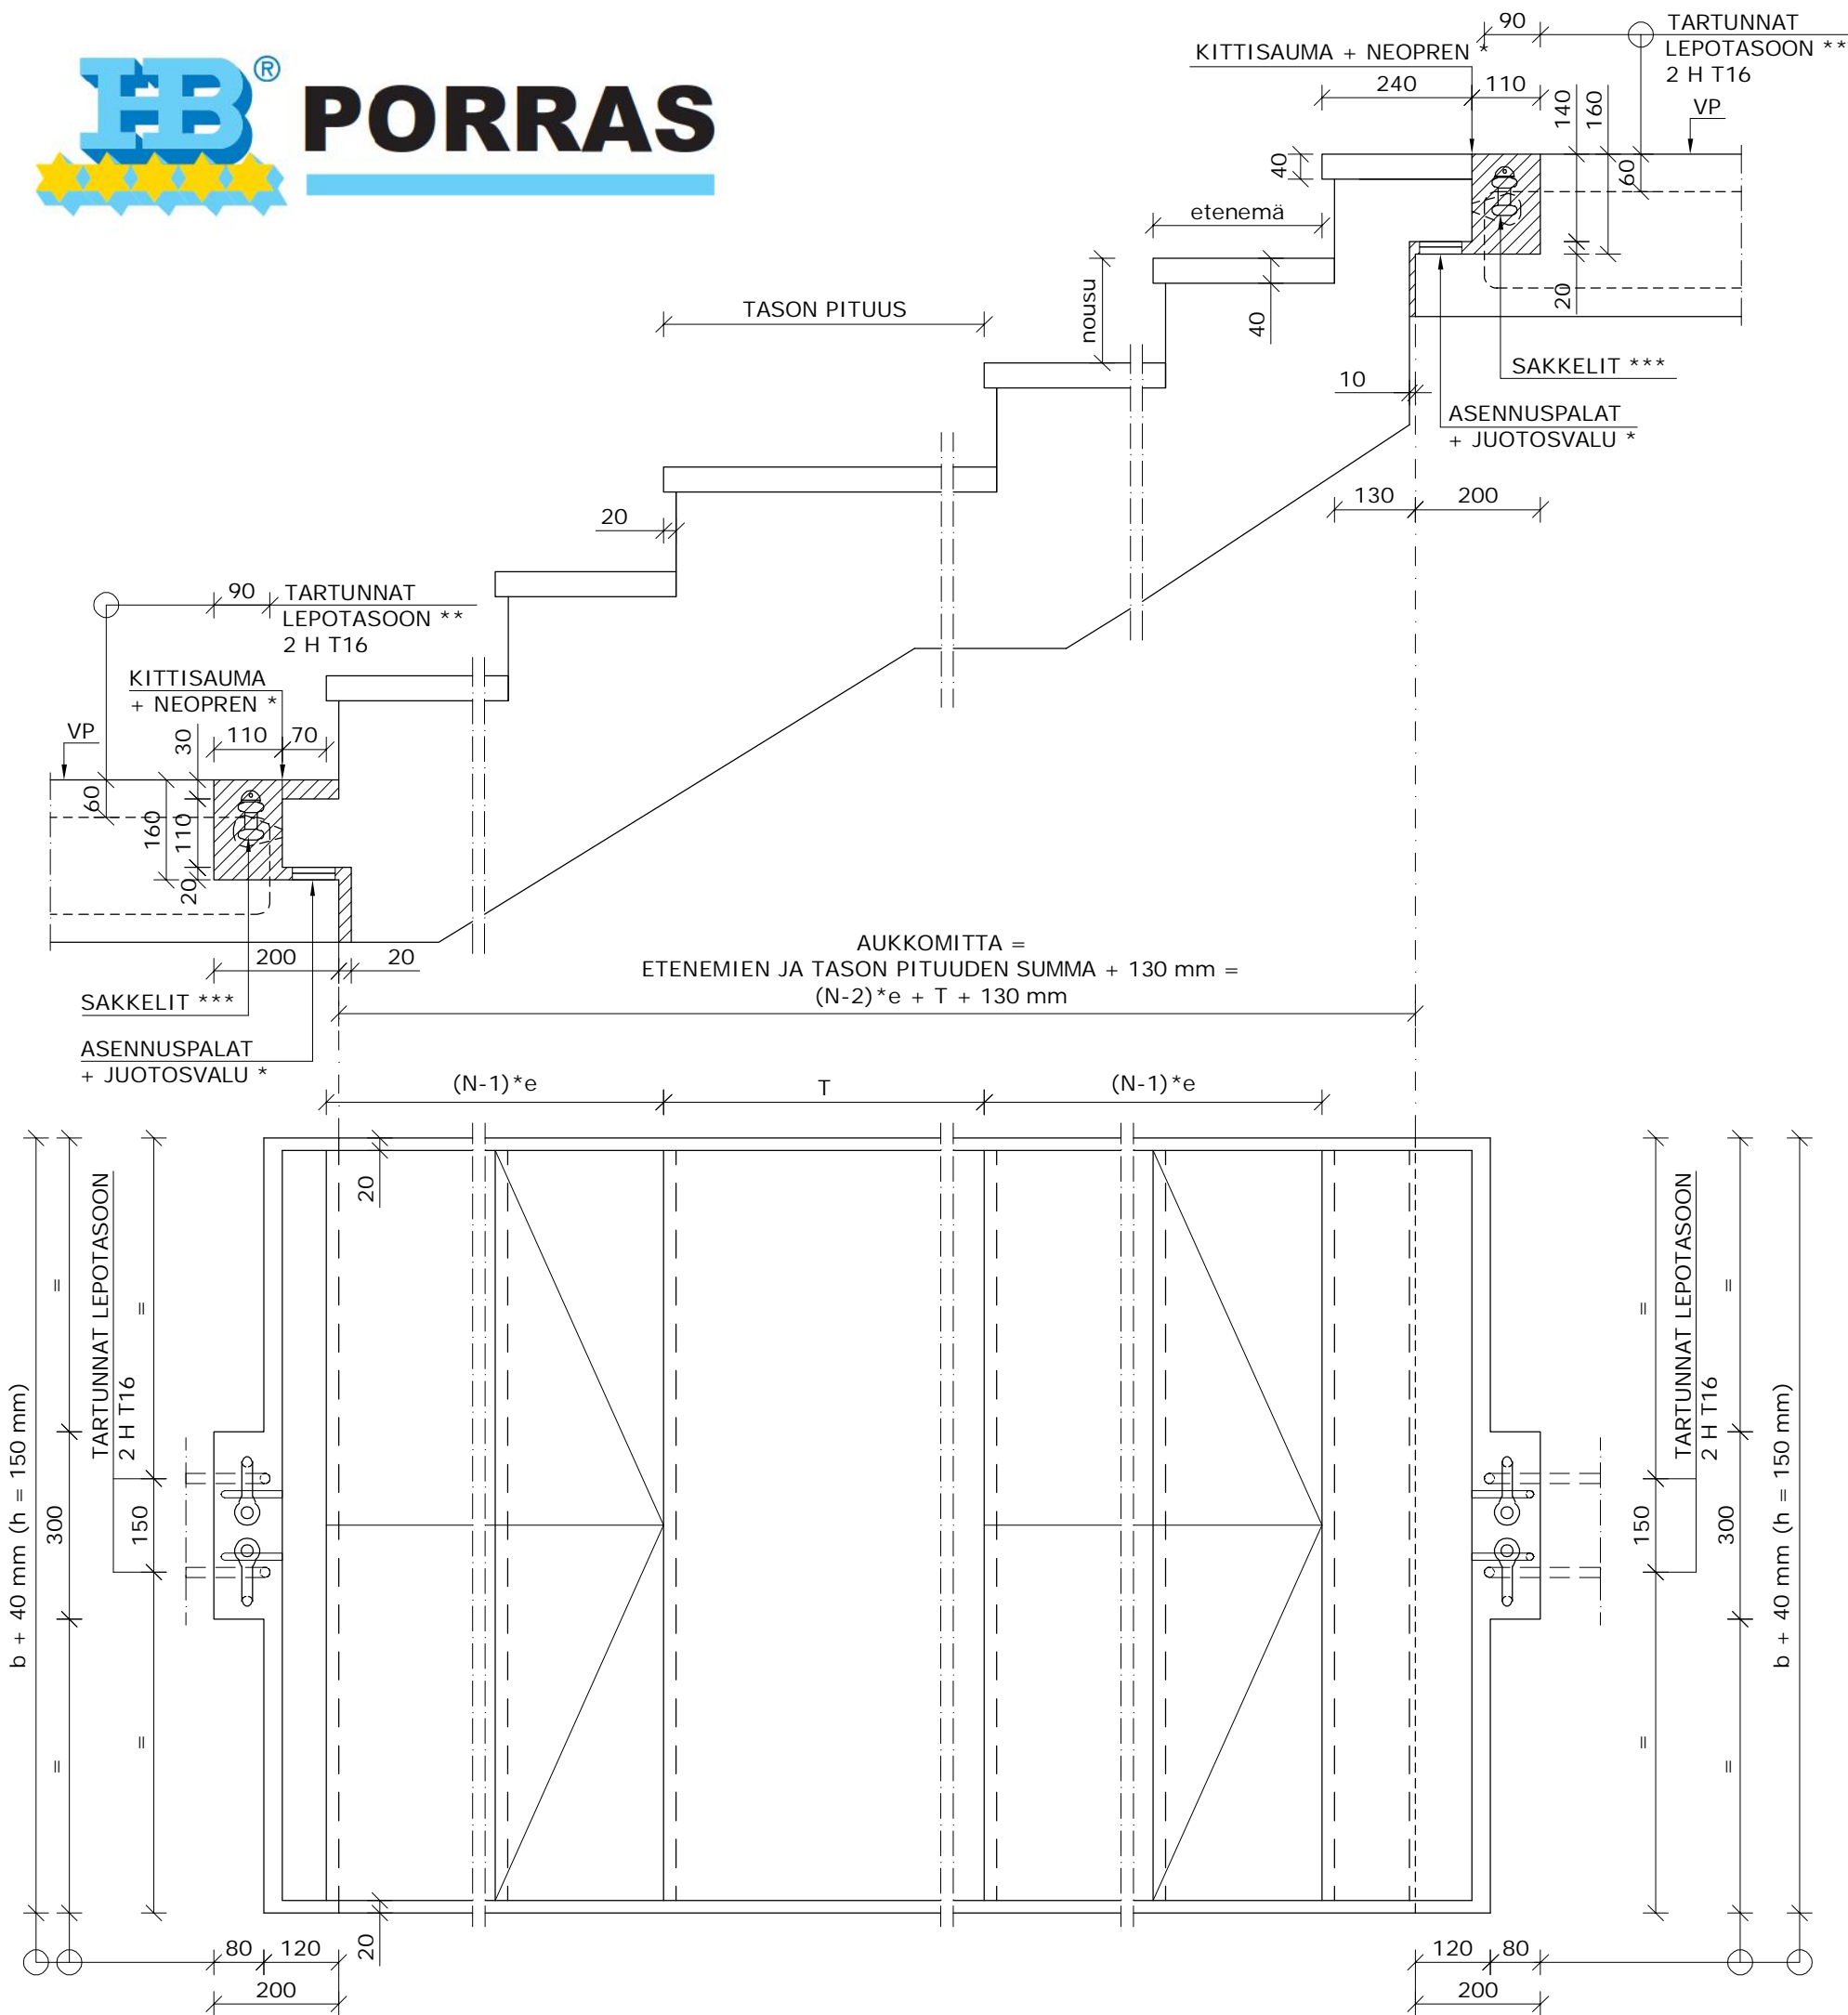 HB®
PORRAS
90
TARTUNNAT
LEPOTASOON **
2 H T16
KITTISAUMA + NEOPREN *
240
110
140
160
VP
40
60
etenemä
nousu
40
20
TASON PITUUS
SAKKELIT ***
10
ASENNUSPALAT
+ JUOTOSVALU *
130
200
20
90
TARTUNNAT
LEPOTASOON **
2 H T16
KITTISAUMA
+ NEOPREN *
VP
110
70
30
60
160
110
20
200
20
SAKKELIT ***
ASENNUSPALAT
+ JUOTOSVALU *
AUKKOMITTA =
ETENEMIEN JA TASON PITUUDEN SUMMA + 130 mm =
(N-2)*e + T + 130 mm
(N-1)*e
T
(N-1)*e
20
b + 40 mm (h = 150 mm)
=
300
=
=
150
=
TARTUNNAT LEPOTASOON
2 H T16
=
150
=
TARTUNNAT LEPOTASOON
2 H T16
=
300
=
b + 40 mm (h = 150 mm)
20
80
120
200
120
80
200